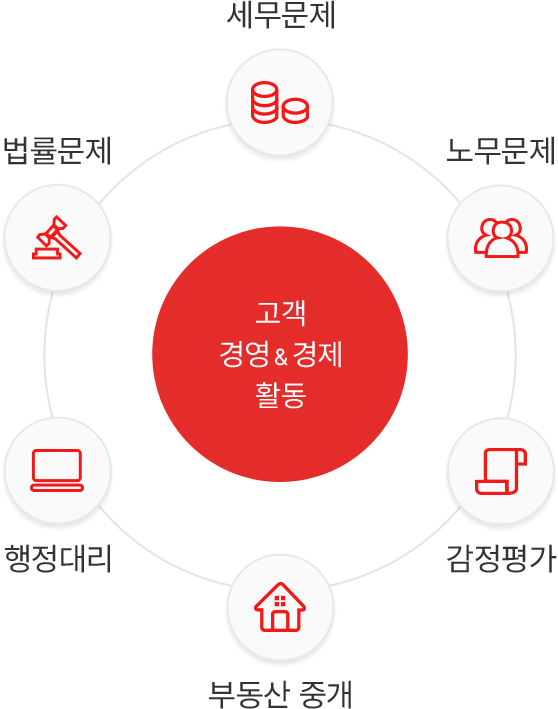 세무문제
법률문제
노무문제
고객
경영 & 경제
활동
행정대리
감정평가
부동산 중개